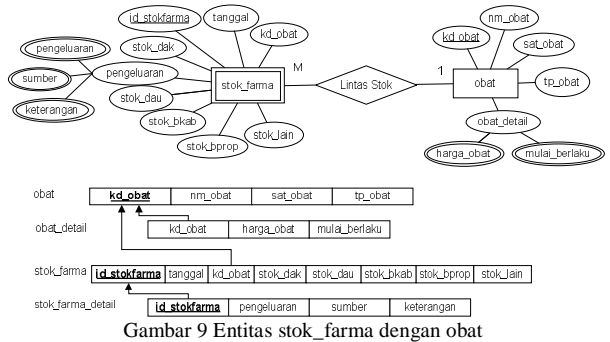 id_stokfarma
tanggal
kd_obat
pengeluaran
stok_dak
sumber
pengeluaran
keterangan
stok_dau
stok_bkab
stok_bprop
stok_lain
stok_farma
M
Lintas Stok
1
obat
kd_obat
nm_obat
sat_obat
tp_obat
obat_detail
harga_obat
mulai_berlaku
obat kd_obat nm_obat sat_obat tp_obat
obat_detail kd_obat harga_obat mulai_berlaku
stok_farma id_stokfarma tanggal kd_obat stok_dak stok_dau stok_bkab stok_bprop stok_lain
stok_farma_detail id_stokfarma pengeluaran sumber keterangan
Gambar 9 Entitas stok_farma dengan obat